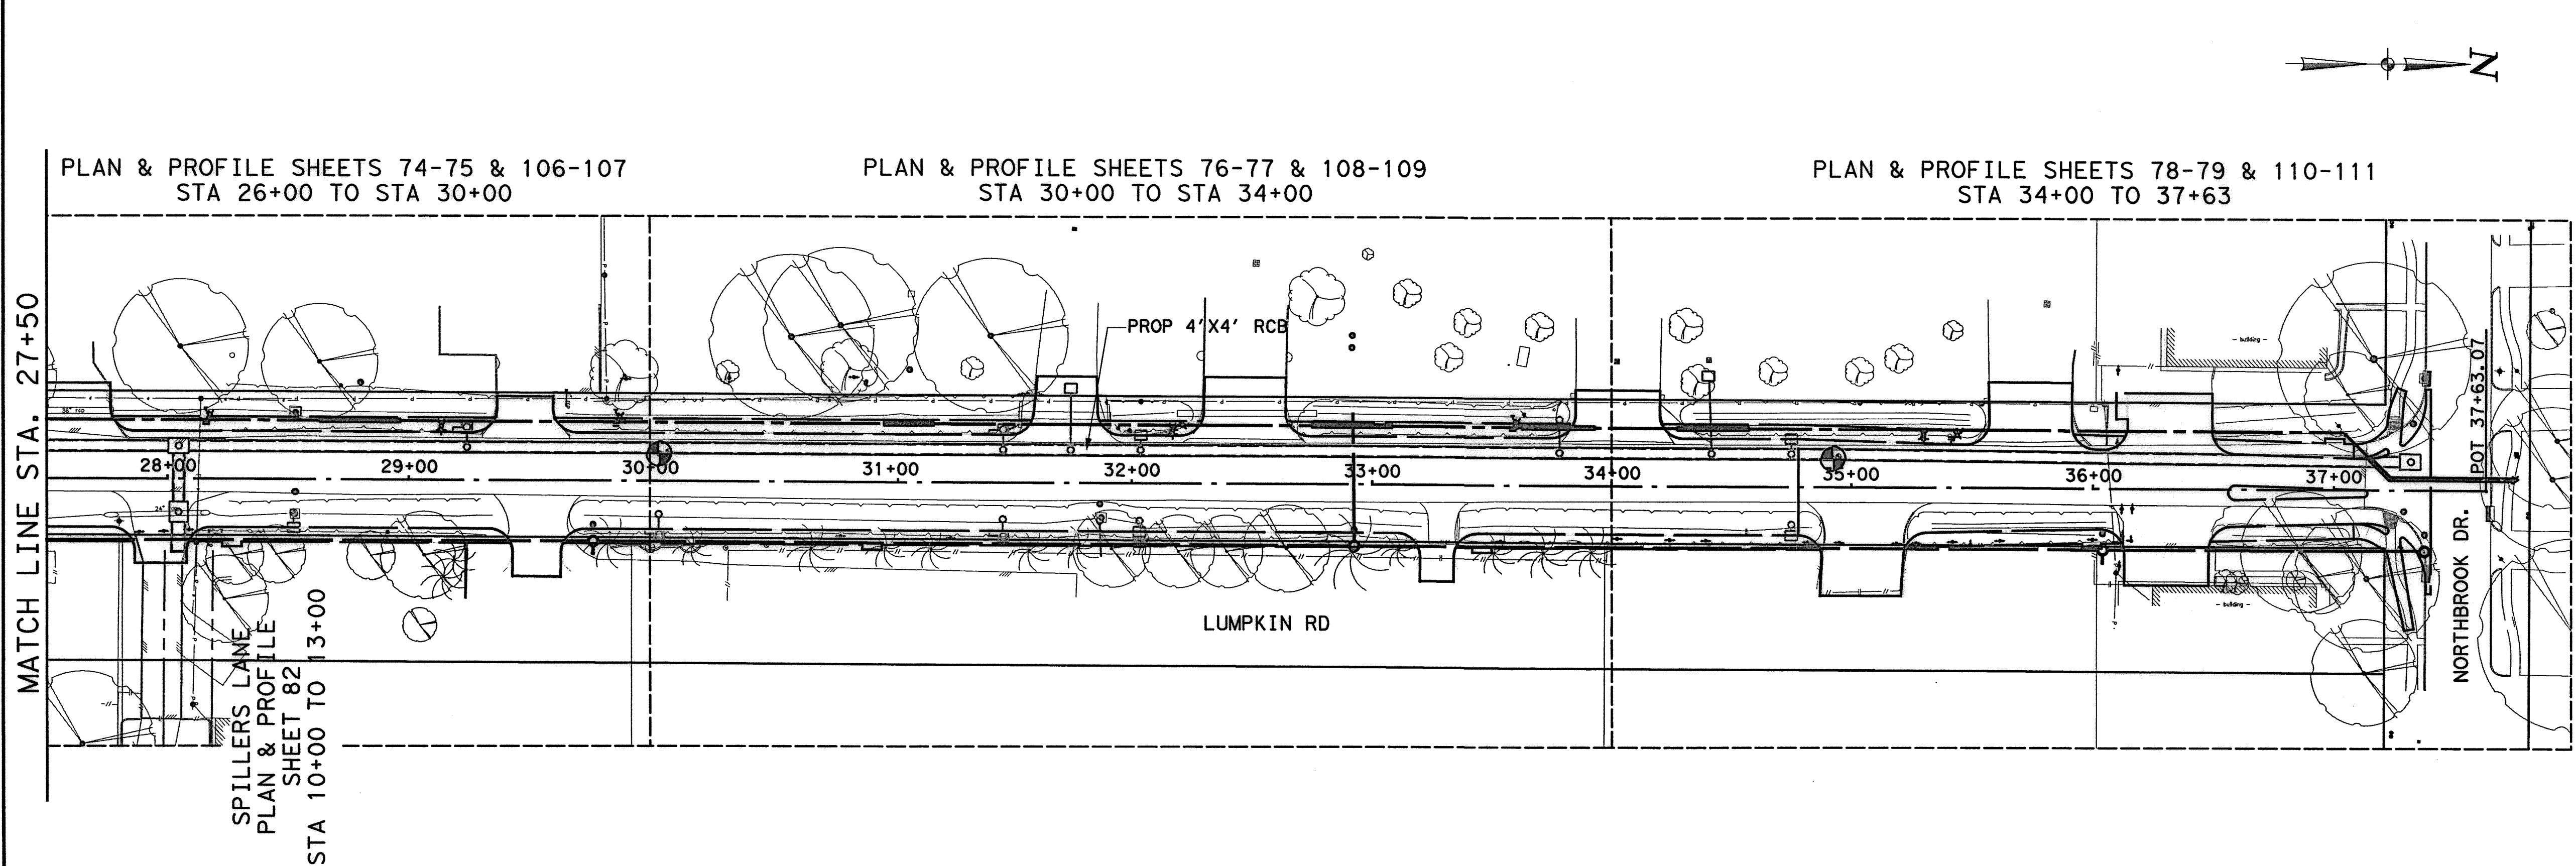 N
PLAN & PROFILE SHEETS 74-75 & 106-107
STA 26+00 TO STA 30+00
PLAN & PROFILE SHEETS 76-77 & 108-109
STA 30+00 TO STA 34+00
PLAN & PROFILE SHEETS 78-79 & 110-111
STA 34+00 TO 37+63
MATCH LINE STA. 27+50
PROP 4'X4' RCB
- building -
28+00
29+00
30+00
31+00
32+00
33+00
34+00
35+00
36+00
37+00
POT 37+63.07
24"
- building -
LUMPKIN RD
NORTHBROOK DR.
SPILLERS LANE
PLAN & PROFILE
SHEET 82
STA 10+00 TO 13+00